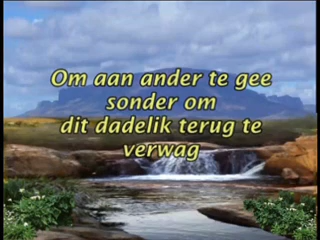 Om aan ander te gee
sonder om
dit dadelik terug te
verwag